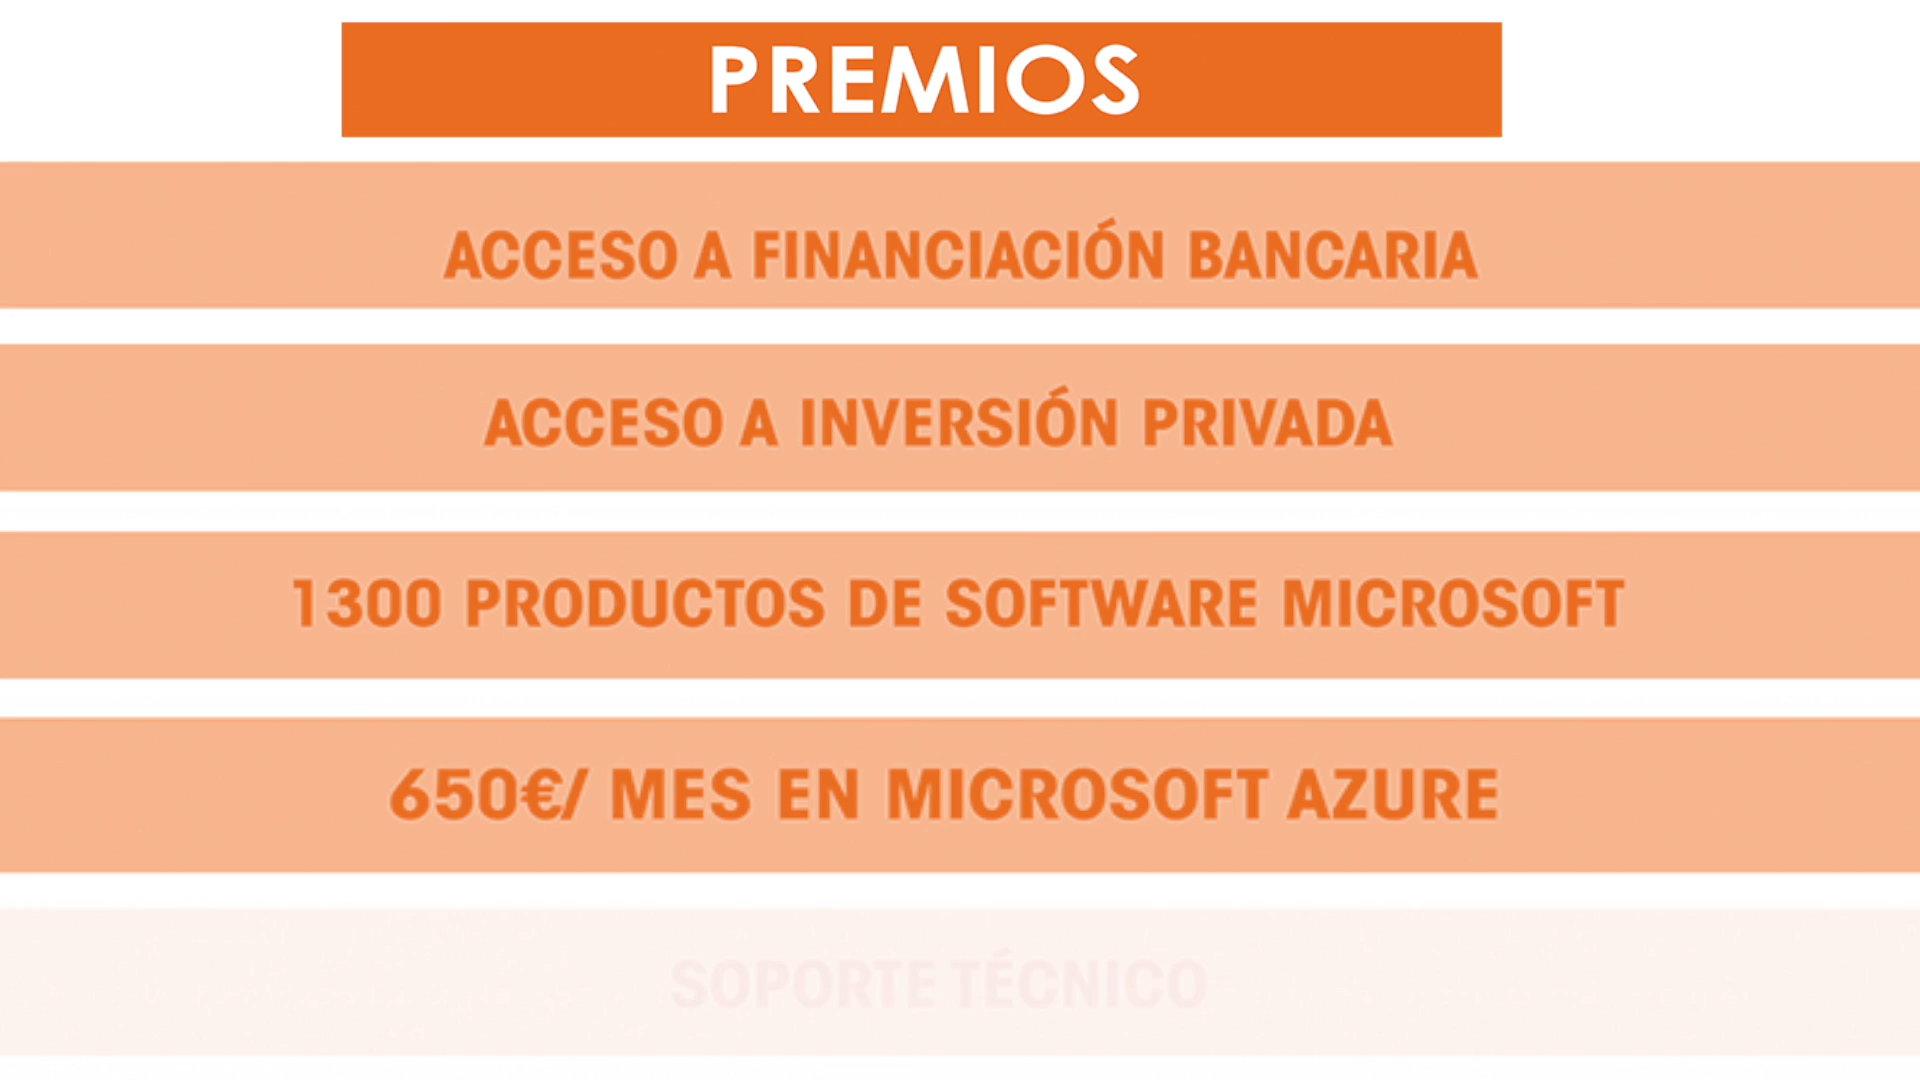 PREMIOS
ACCESO A FINANCIACIÓN BANCARIA
ACCESO A INVERSIÓN PRIVADA
1300 PRODUCTOS DE SOFTWARE MICROSOFT
650€/ MES EN MICROSOFT AZURE
SOPORTE TÉCNICO